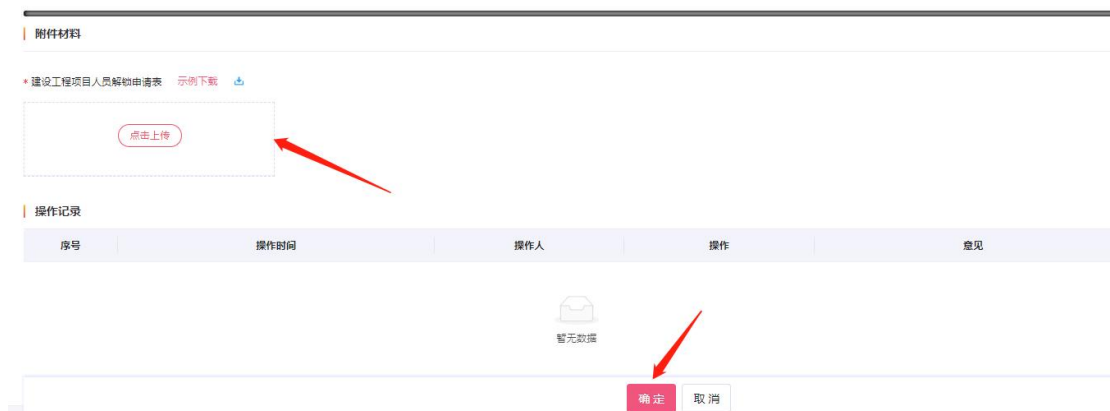 附件材料
* 建设工程项目人员解锁申请表 示例下载
点击上传
操作记录
序号 操作时间 操作人 操作 意见
暂无数据
确定 取消